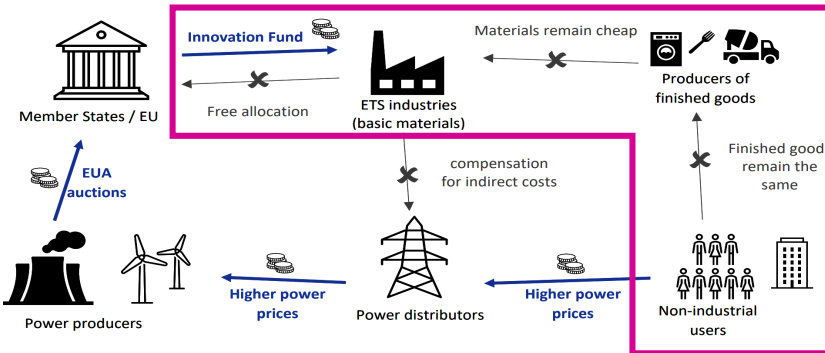 Innovation Fund
Materials remain cheap
Member States / EU
Free allocation
ETS industries
(basic materials)
Producers of
finished goods
EUA
auctions
compensation
for indirect costs
Finished good
remain the
same
Power producers
Higher power
prices
Power distributors
Higher power
prices
Non-industrial
users